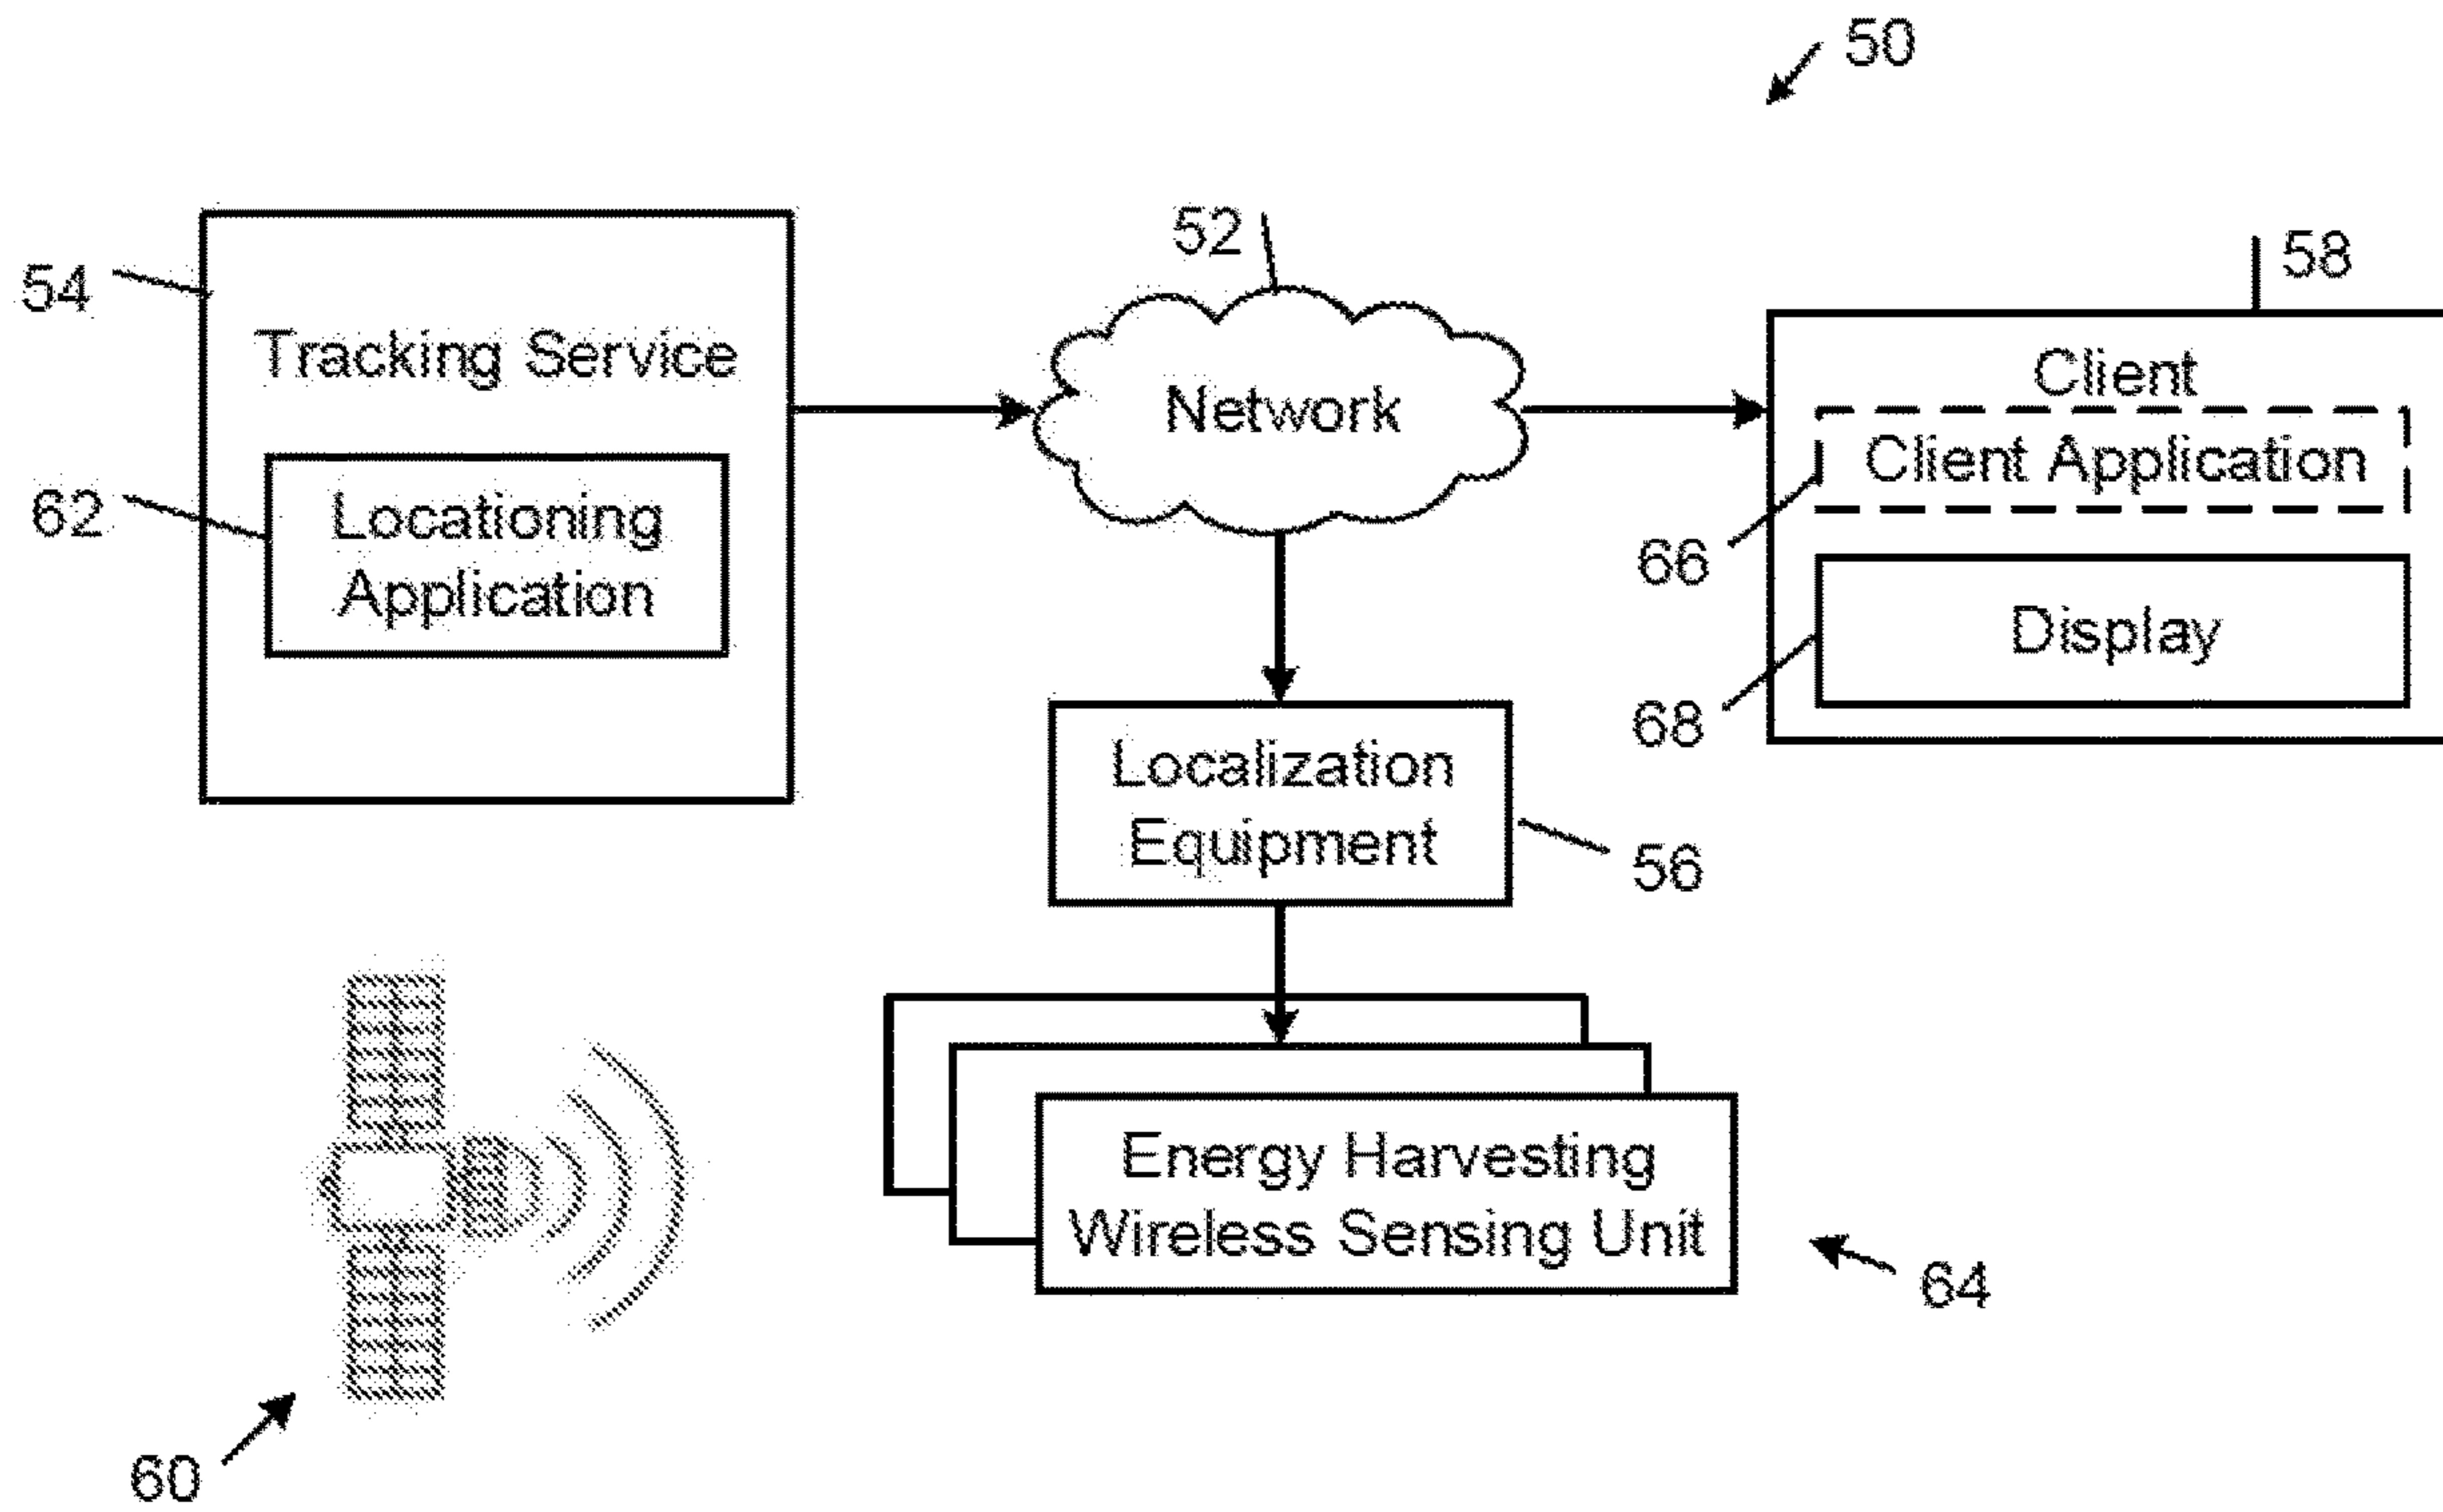 50
52
58
54
Tracking Service
Network
Client
Client Application
62
Locationing
Application
66
Display
68
Localization
Equipment
56
Energy Harvesting
Wireless Sensing Unit
64
60